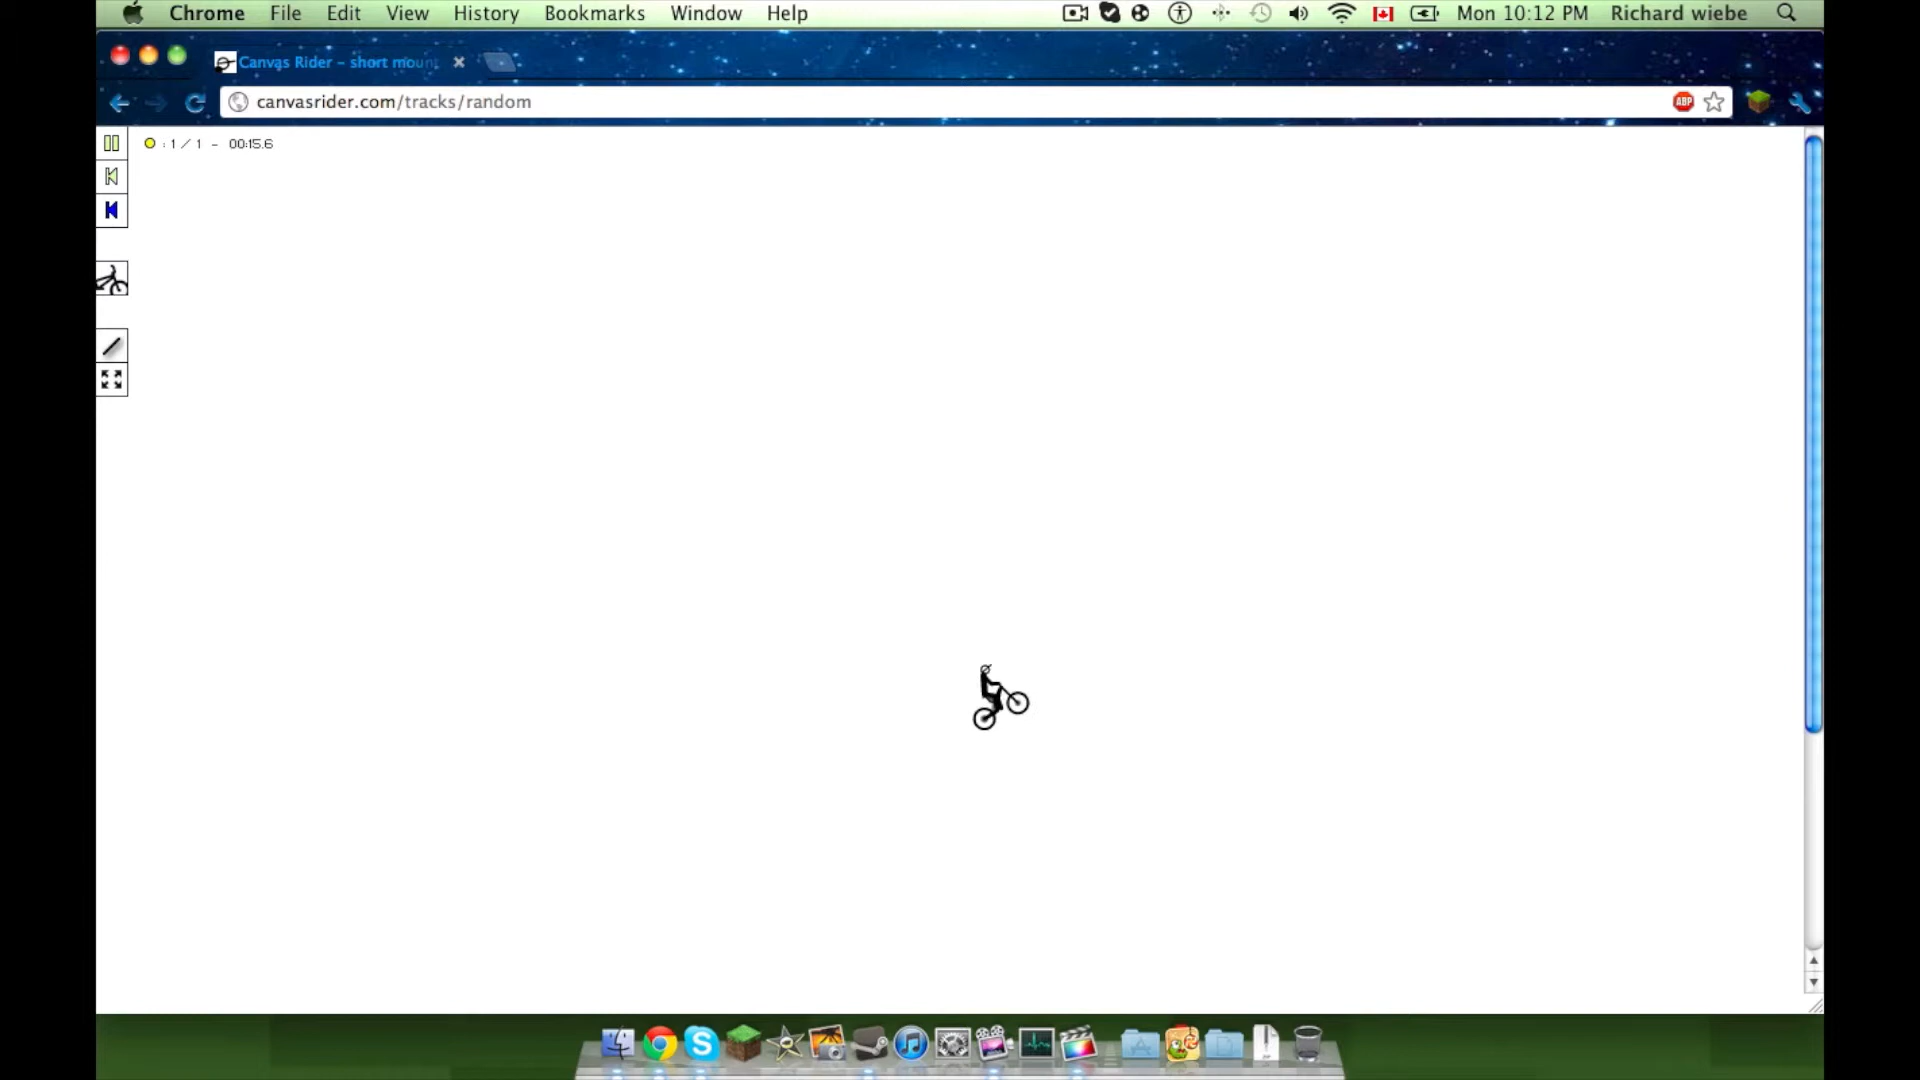 Chrome File Edit View History Bookmarks Window Help Mon 10:12 PM Richard wiebe
Canvas Rider – short moun
canvasrider.com/tracks/random
ABP
: 1 / 1 – 00:15.6